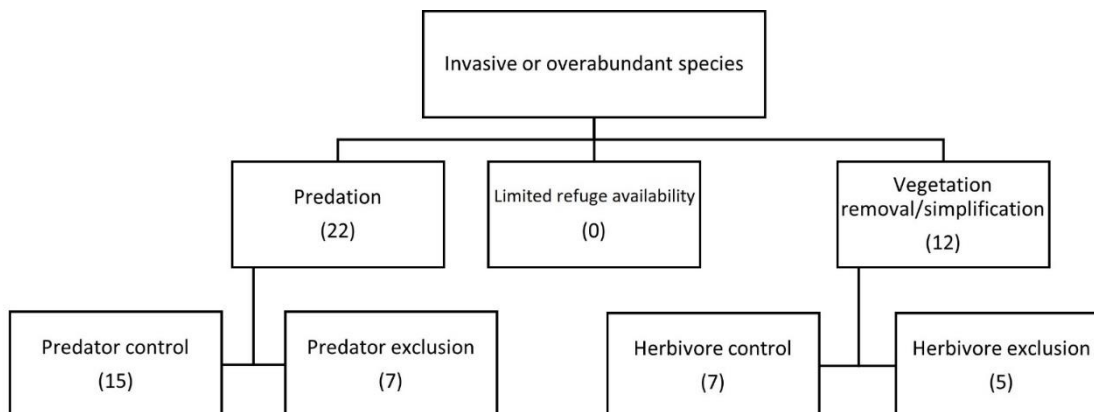 Invasive or overabundant species
Predation
(22)
Limited refuge availability
(0)
Vegetation
removal/simplification
(12)
Predator control
(15)
Predator exclusion
(7)
Herbivore control
(7)
Herbivore exclusion
(5)